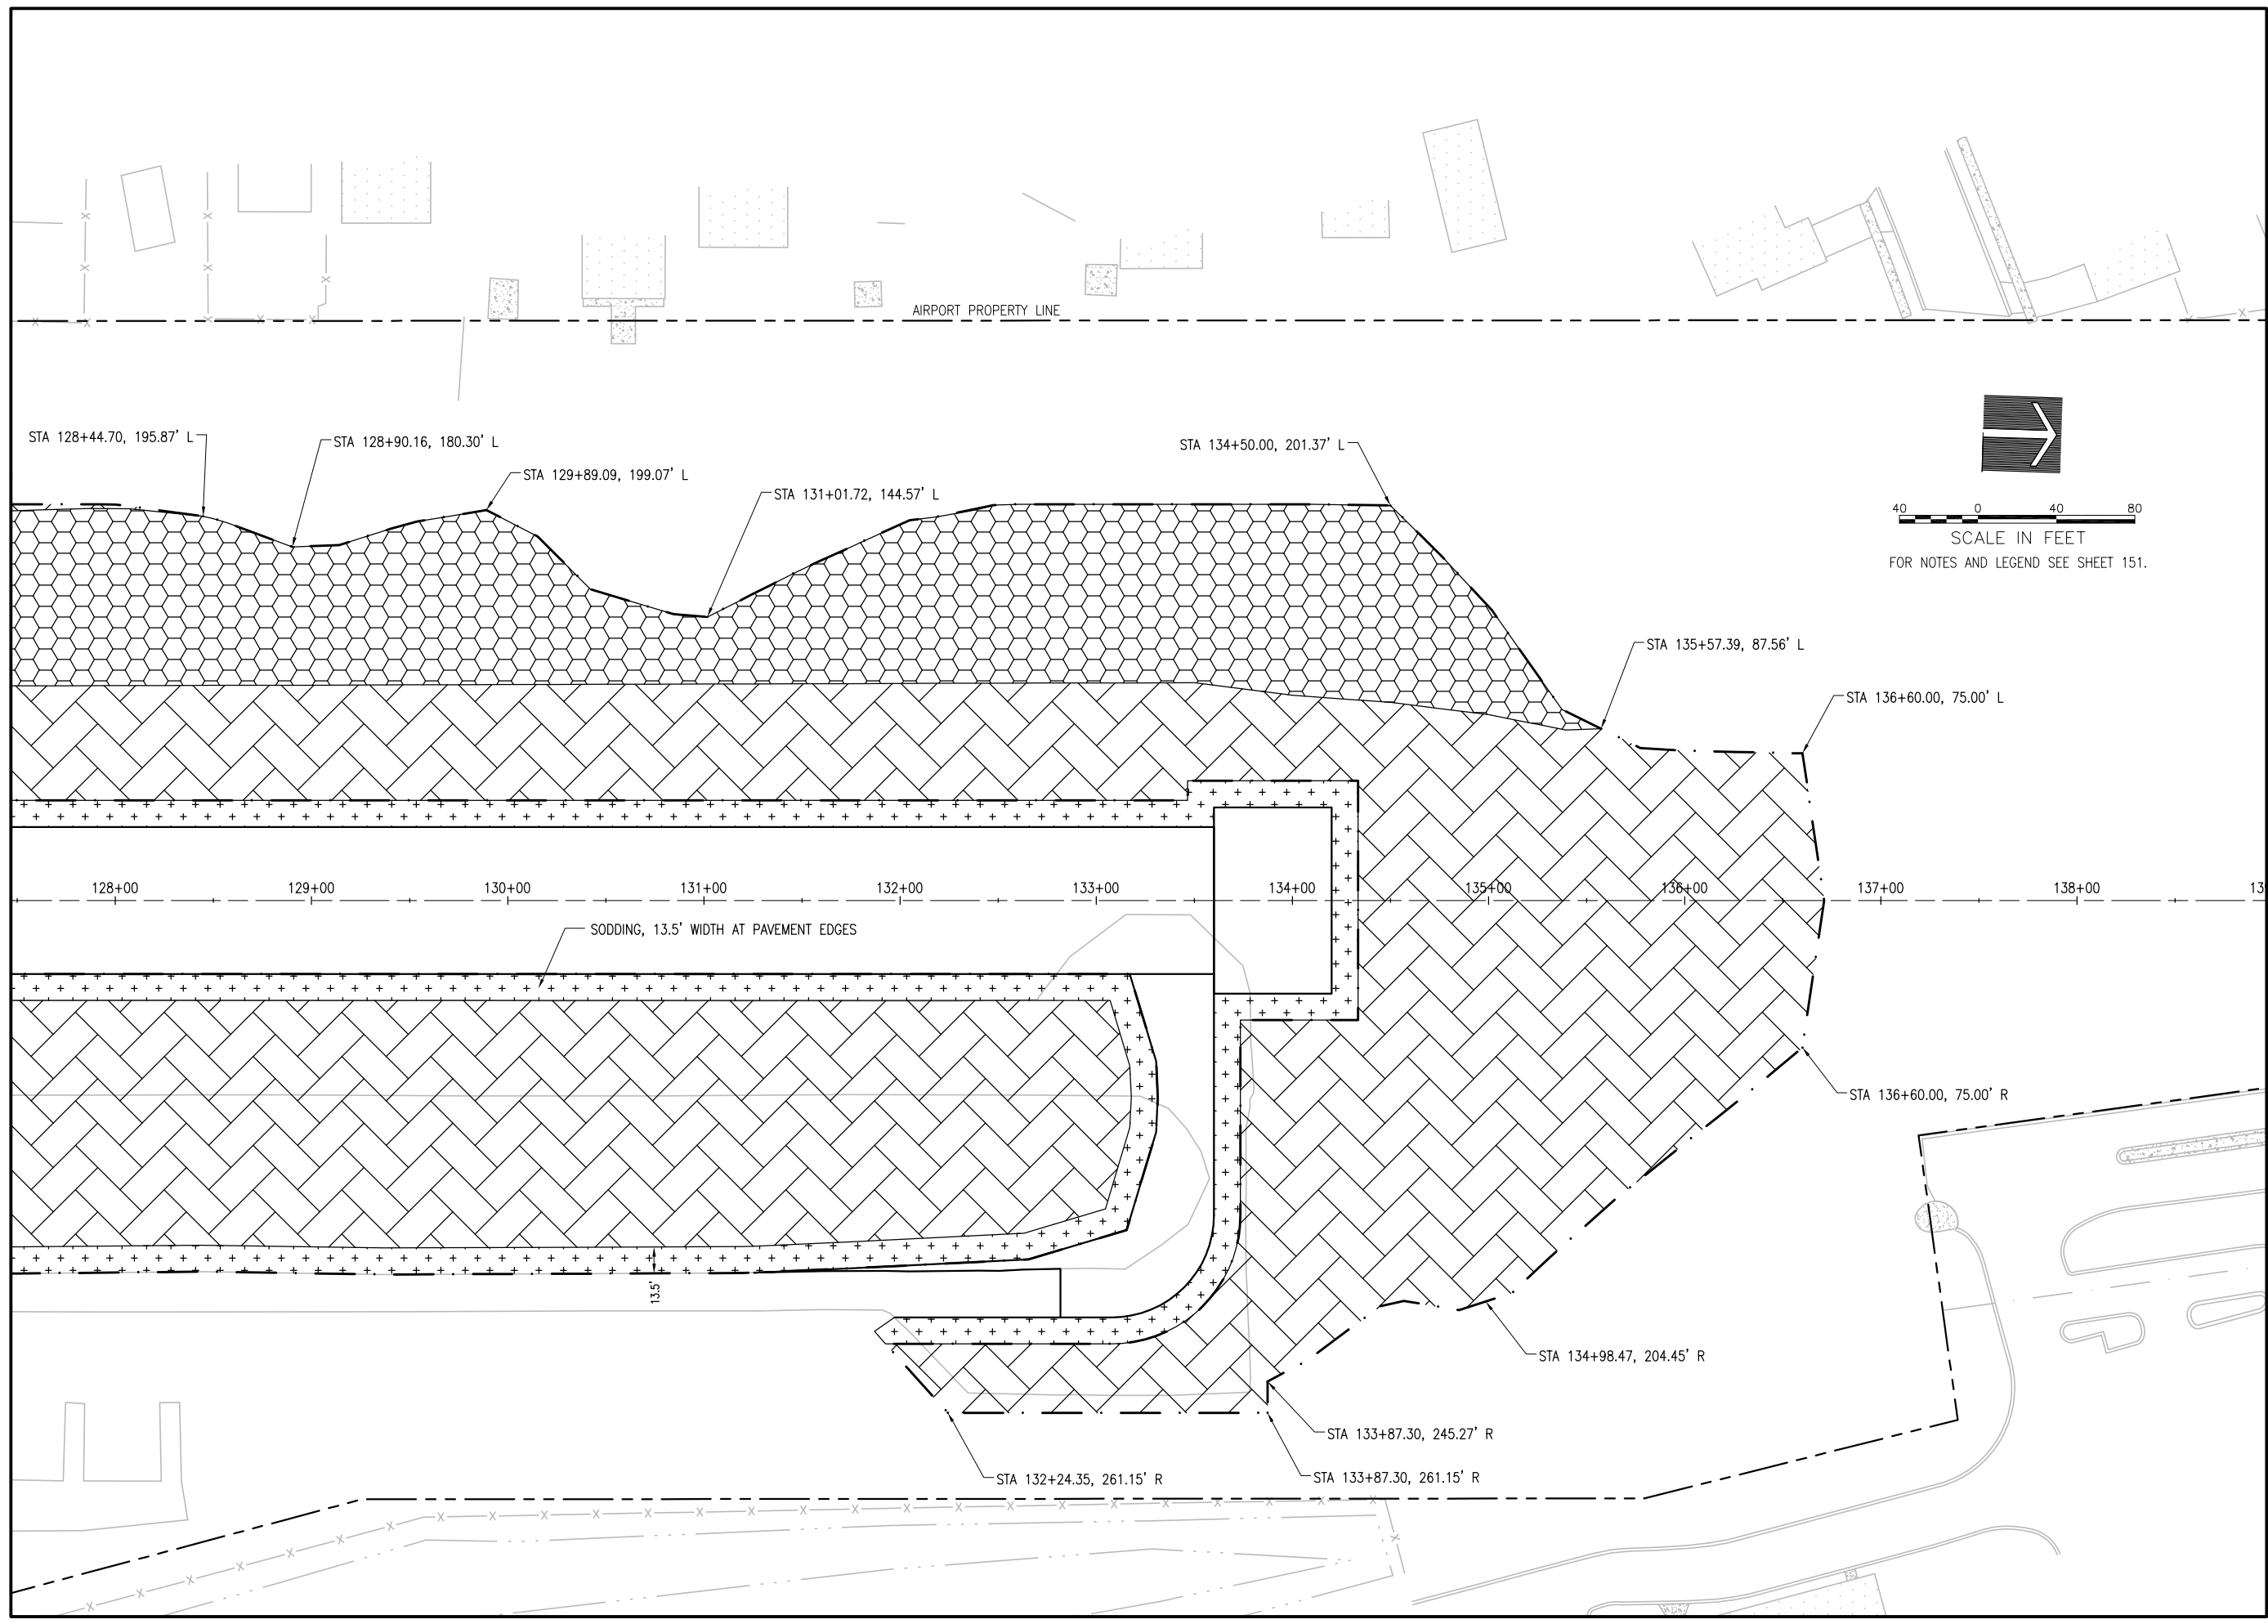 AIRPORT PROPERTY LINE
STA 128+44.70, 195.87' L
STA 128+90.16, 180.30' L
STA 129+89.09, 199.07' L
STA 131+01.72, 144.57' L
STA 134+50.00, 201.37' L
40 0 40 80
SCALE IN FEET
FOR NOTES AND LEGEND SEE SHEET 151.
STA 135+57.39, 87.56' L
STA 136+60.00, 75.00' L
128+00 129+00 130+00 131+00 132+00 133+00 134+00 135+00 136+00 137+00 138+00 13
SODDING, 13.5' WIDTH AT PAVEMENT EDGES
STA 136+60.00, 75.00' R
13.5'
STA 134+98.47, 204.45' R
STA 133+87.30, 245.27' R
STA 132+24.35, 261.15' R
STA 133+87.30, 261.15' R